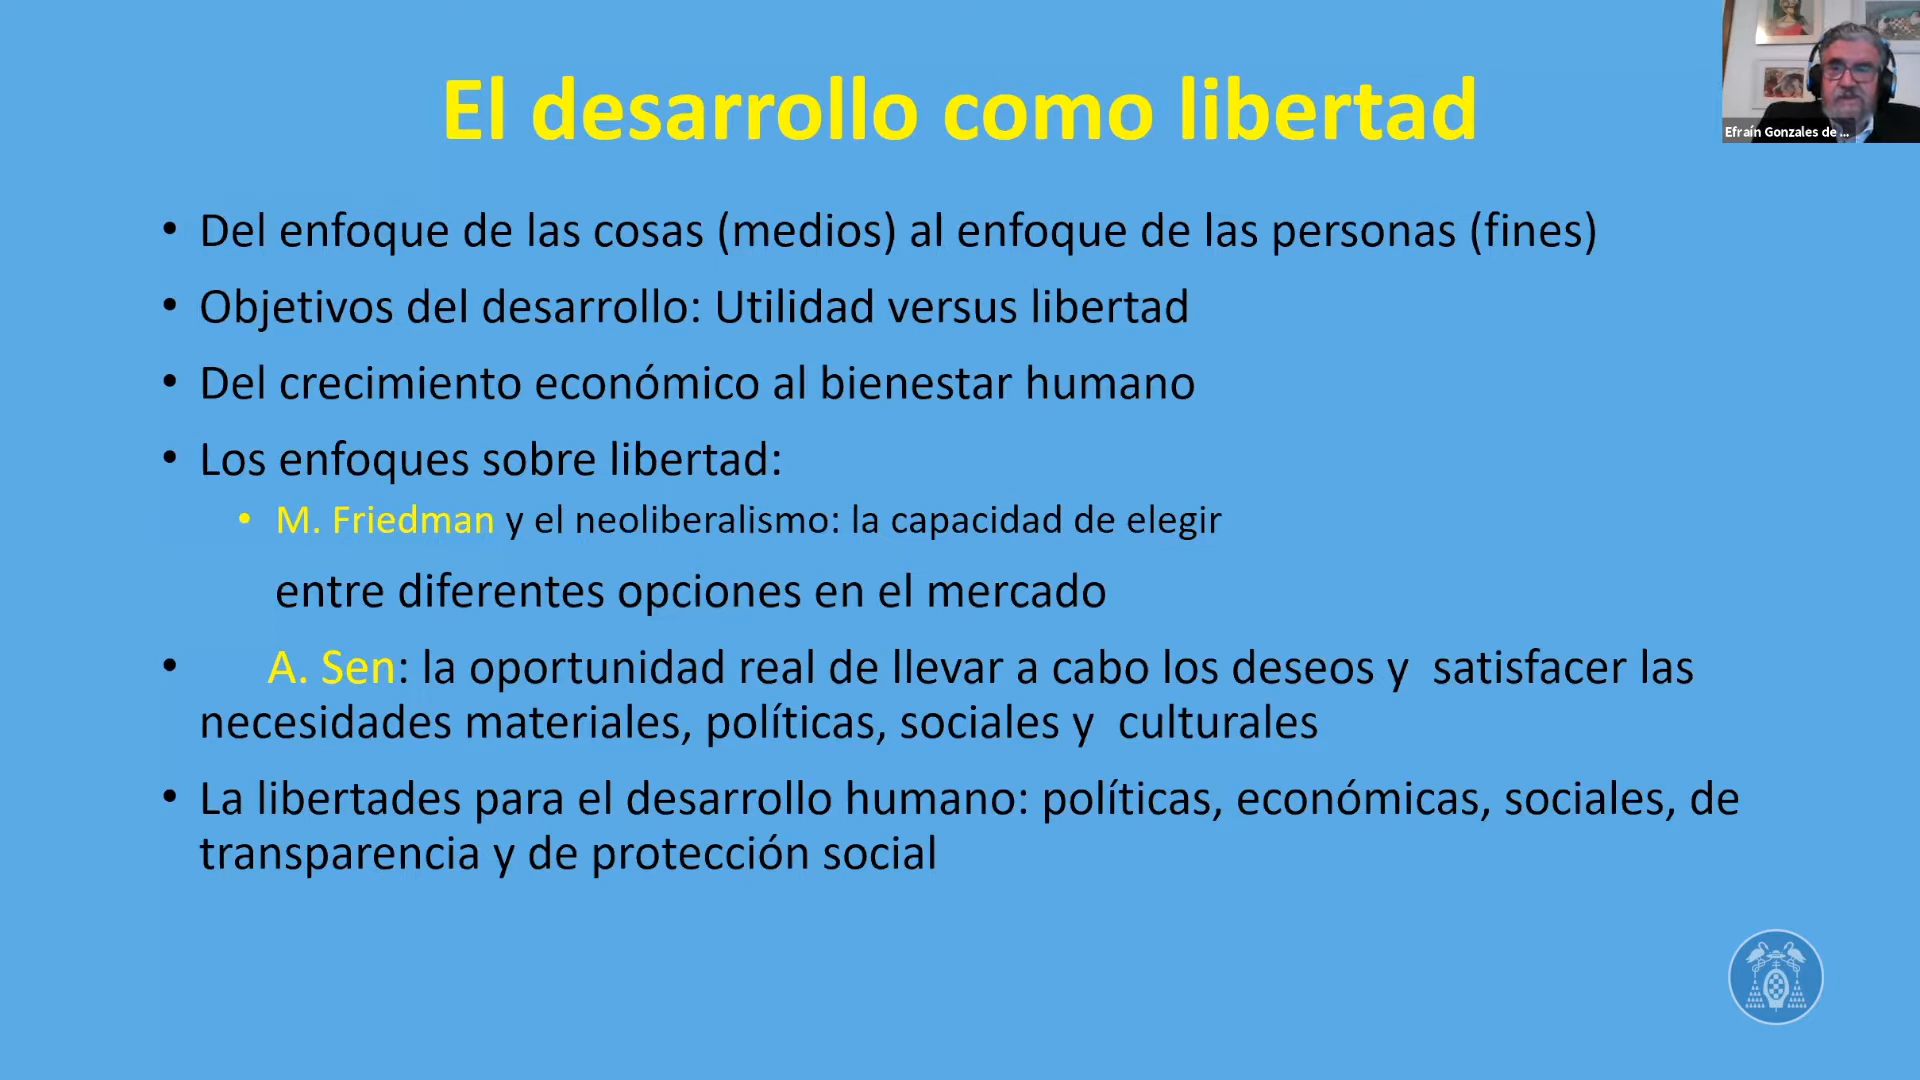 El desarrollo como libertad
Efraín Gonzales de ...
• Del enfoque de las cosas (medios) al enfoque de las personas (fines)
• Objetivos del desarrollo: Utilidad versus libertad
• Del crecimiento económico al bienestar humano
• Los enfoques sobre libertad:
• M. Friedman y el neoliberalismo: la capacidad de elegir
entre diferentes opciones en el mercado
• A. Sen: la oportunidad real de llevar a cabo los deseos y satisfacer las
necesidades materiales, políticas, sociales y culturales
• La libertades para el desarrollo humano: políticas, económicas, sociales, de
transparencia y de protección social